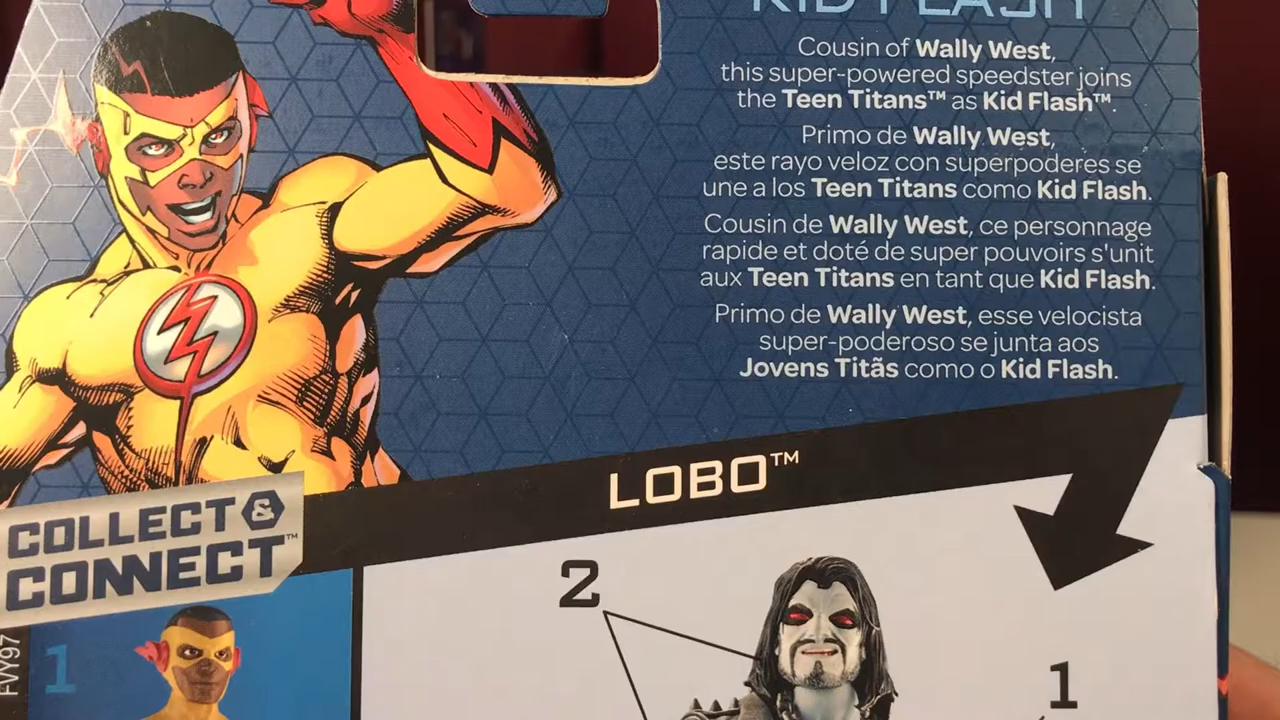 KID FLASH
Cousin of Wally West,
this super-powered speedster joins
the Teen Titans™ as Kid Flash™.
Primo de Wally West,
este rayo veloz con superpoderes se
une a los Teen Titans como Kid Flash.
Cousin de Wally West, ce personnage
rapide et doté de super pouvoirs s'unit
aux Teen Titans en tant que Kid Flash.
Primo de Wally West, esse velocista
super-poderoso se junta aos
Jovens Titãs como o Kid Flash.
LOBO™
COLLECT &
CONNECT™
2
1
FVY97
1